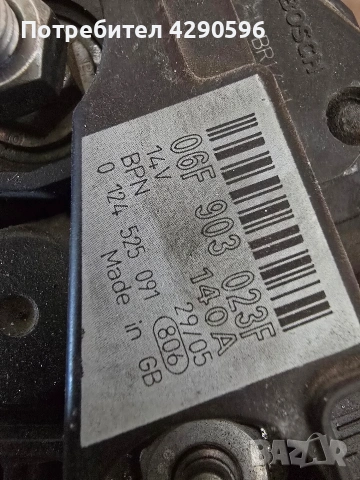 Потребител 4290596
BOSCH
06F 903 023F
14V 140A
BPN 29/05
0 124 525 091 806
Made in GB
BAZAR